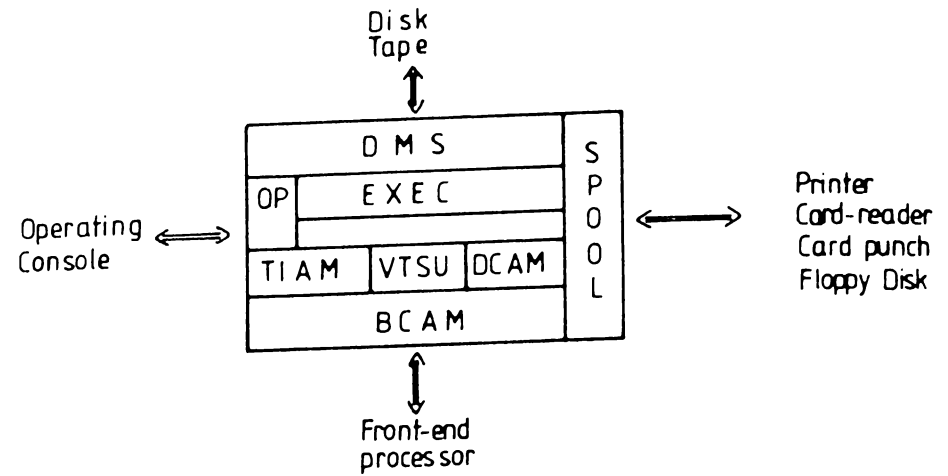 Disk
Tape
DMS
OP
EXEC
SPOOL
Operating
Console
Printer
Card-reader
Card punch
Floppy Disk
TIAM
VTSU
DCAM
BCAM
Front-end
processor